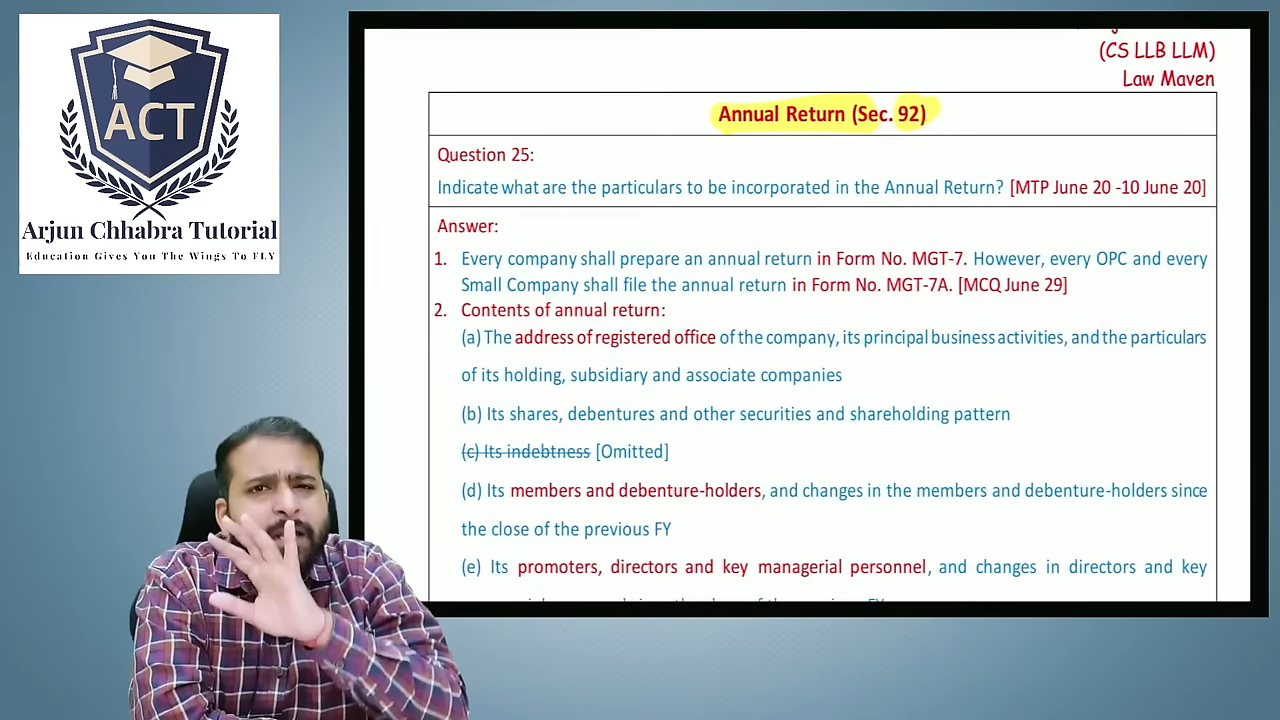 ACT
Arjun Chhabra Tutorial
Education Gives You The Wings To FLY
(CS LLB LLM)
Law Maven
Annual Return (Sec. 92)
Question 25:
Indicate what are the particulars to be incorporated in the Annual Return? [MTP June 20 -10 June 20]
Answer:
1. Every company shall prepare an annual return in Form No. MGT-7. However, every OPC and every
Small Company shall file the annual return in Form No. MGT-7A. [MCQ June 29]
2. Contents of annual return:
(a) The address of registered office of the company, its principal business activities, and the particulars
of its holding, subsidiary and associate companies
(b) Its shares, debentures and other securities and shareholding pattern
(c) Its indebtness [Omitted]
(d) Its members and debenture-holders, and changes in the members and debenture-holders since
the close of the previous FY
(e) Its promoters, directors and key managerial personnel, and changes in directors and key